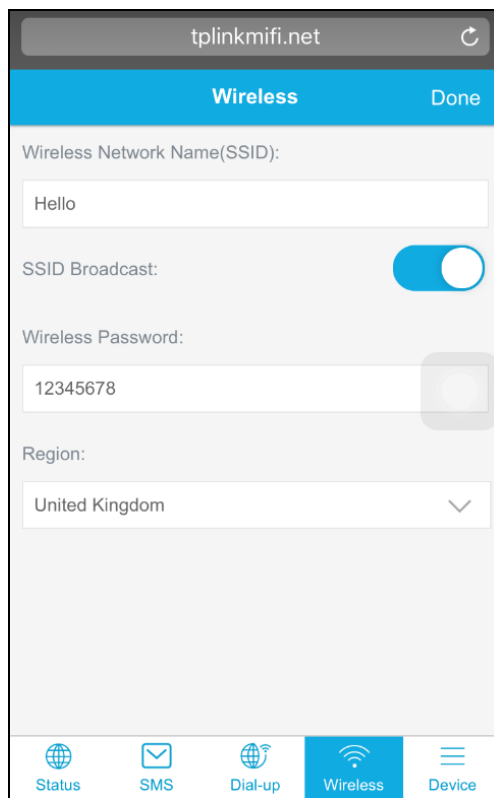 tplinkmifi.net
Wireless Done
Wireless Network Name(SSID):
Hello
SSID Broadcast:
Wireless Password:
12345678
Region:
United Kingdom
Status SMS Dial-up Wireless Device